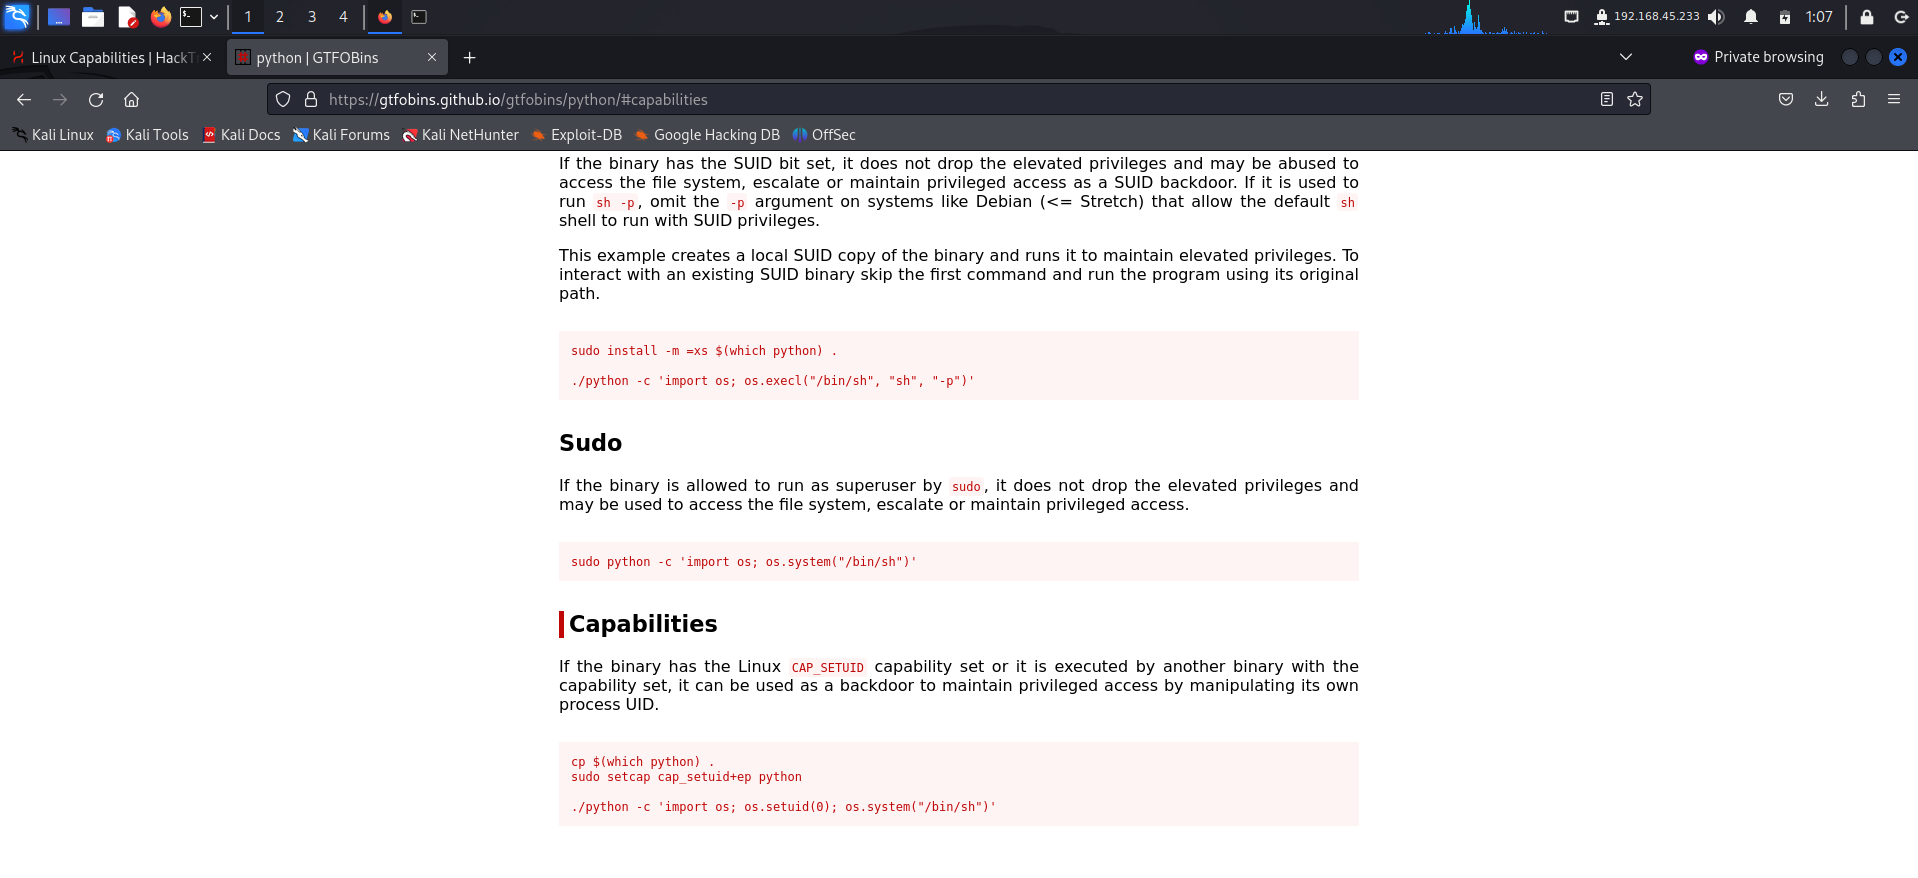 1 2 3 4 192.168.45.233 1:07
Linux Capabilities | HackT
python | GTFOBins
Private browsing
https://gtfobins.github.io/gtfobins/python/#capabilities
Kali Linux Kali Tools Kali Docs Kali Forums Kali NetHunter Exploit-DB Google Hacking DB OffSec
If the binary has the SUID bit set, it does not drop the elevated privileges and may be abused to
access the file system, escalate or maintain privileged access as a SUID backdoor. If it is used to
run sh -p, omit the -p argument on systems like Debian (<= Stretch) that allow the default sh
shell to run with SUID privileges.
This example creates a local SUID copy of the binary and runs it to maintain elevated privileges. To
interact with an existing SUID binary skip the first command and run the program using its original
path.
sudo install -m =xs $(which python) .
./python -c 'import os; os.execl("/bin/sh", "sh", "-p")'
Sudo
If the binary is allowed to run as superuser by sudo, it does not drop the elevated privileges and
may be used to access the file system, escalate or maintain privileged access.
sudo python -c 'import os; os.system("/bin/sh")'
Capabilities
If the binary has the Linux CAP_SETUID capability set or it is executed by another binary with the
capability set, it can be used as a backdoor to maintain privileged access by manipulating its own
process UID.
cp $(which python) .
sudo setcap cap_setuid+ep python
./python -c 'import os; os.setuid(0); os.system("/bin/sh")'